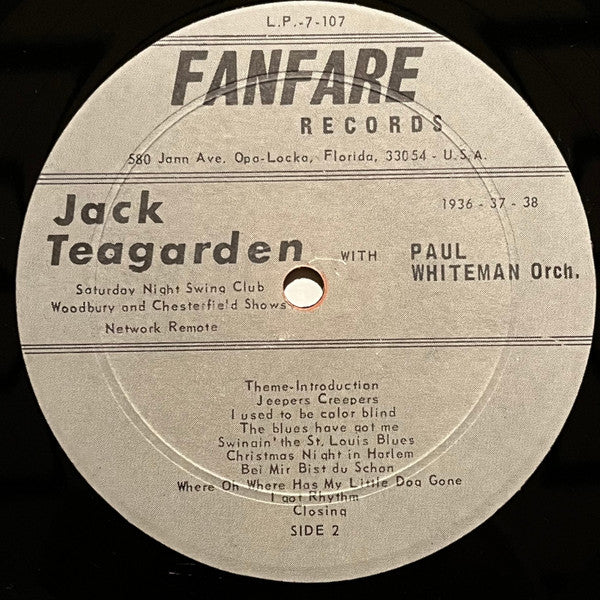 L.P.-7-107
FANFARE
RECORDS
580 Jann Ave. Opa-Locka, Florida, 33054 - U.S.A.
Jack
Teagarden
WITH
1936 - 37 - 38
PAUL
WHITEMAN Orch.
Saturday Night Swing Club
Woodbury and Chesterfield Shows
Network Remote
Theme-Introduction
Jeepers Creepers
I used to be color blind
The blues have got me
Swingin' the St. Louis Blues
Christmas Night in Harlem
Bei Mir Bist du Schon
Where Oh Where Has My Little Dog Gone
I got Rhythm
Closing
SIDE 2